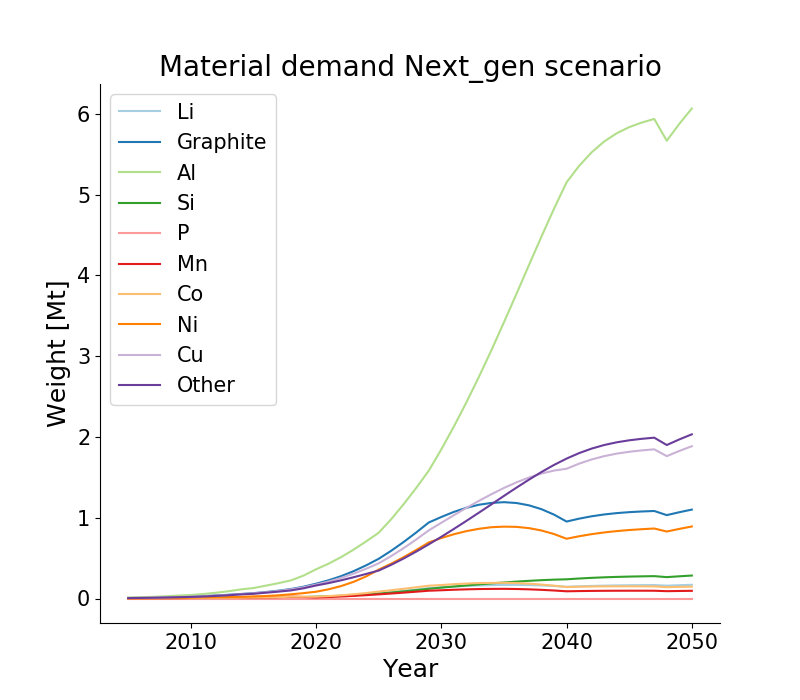 Material demand Next_gen scenario
Li
Graphite
Al
Si
P
Mn
Co
Ni
Cu
Other
Weight [Mt]
6
5
4
3
2
1
0
2010 2020 2030 2040 2050
Year